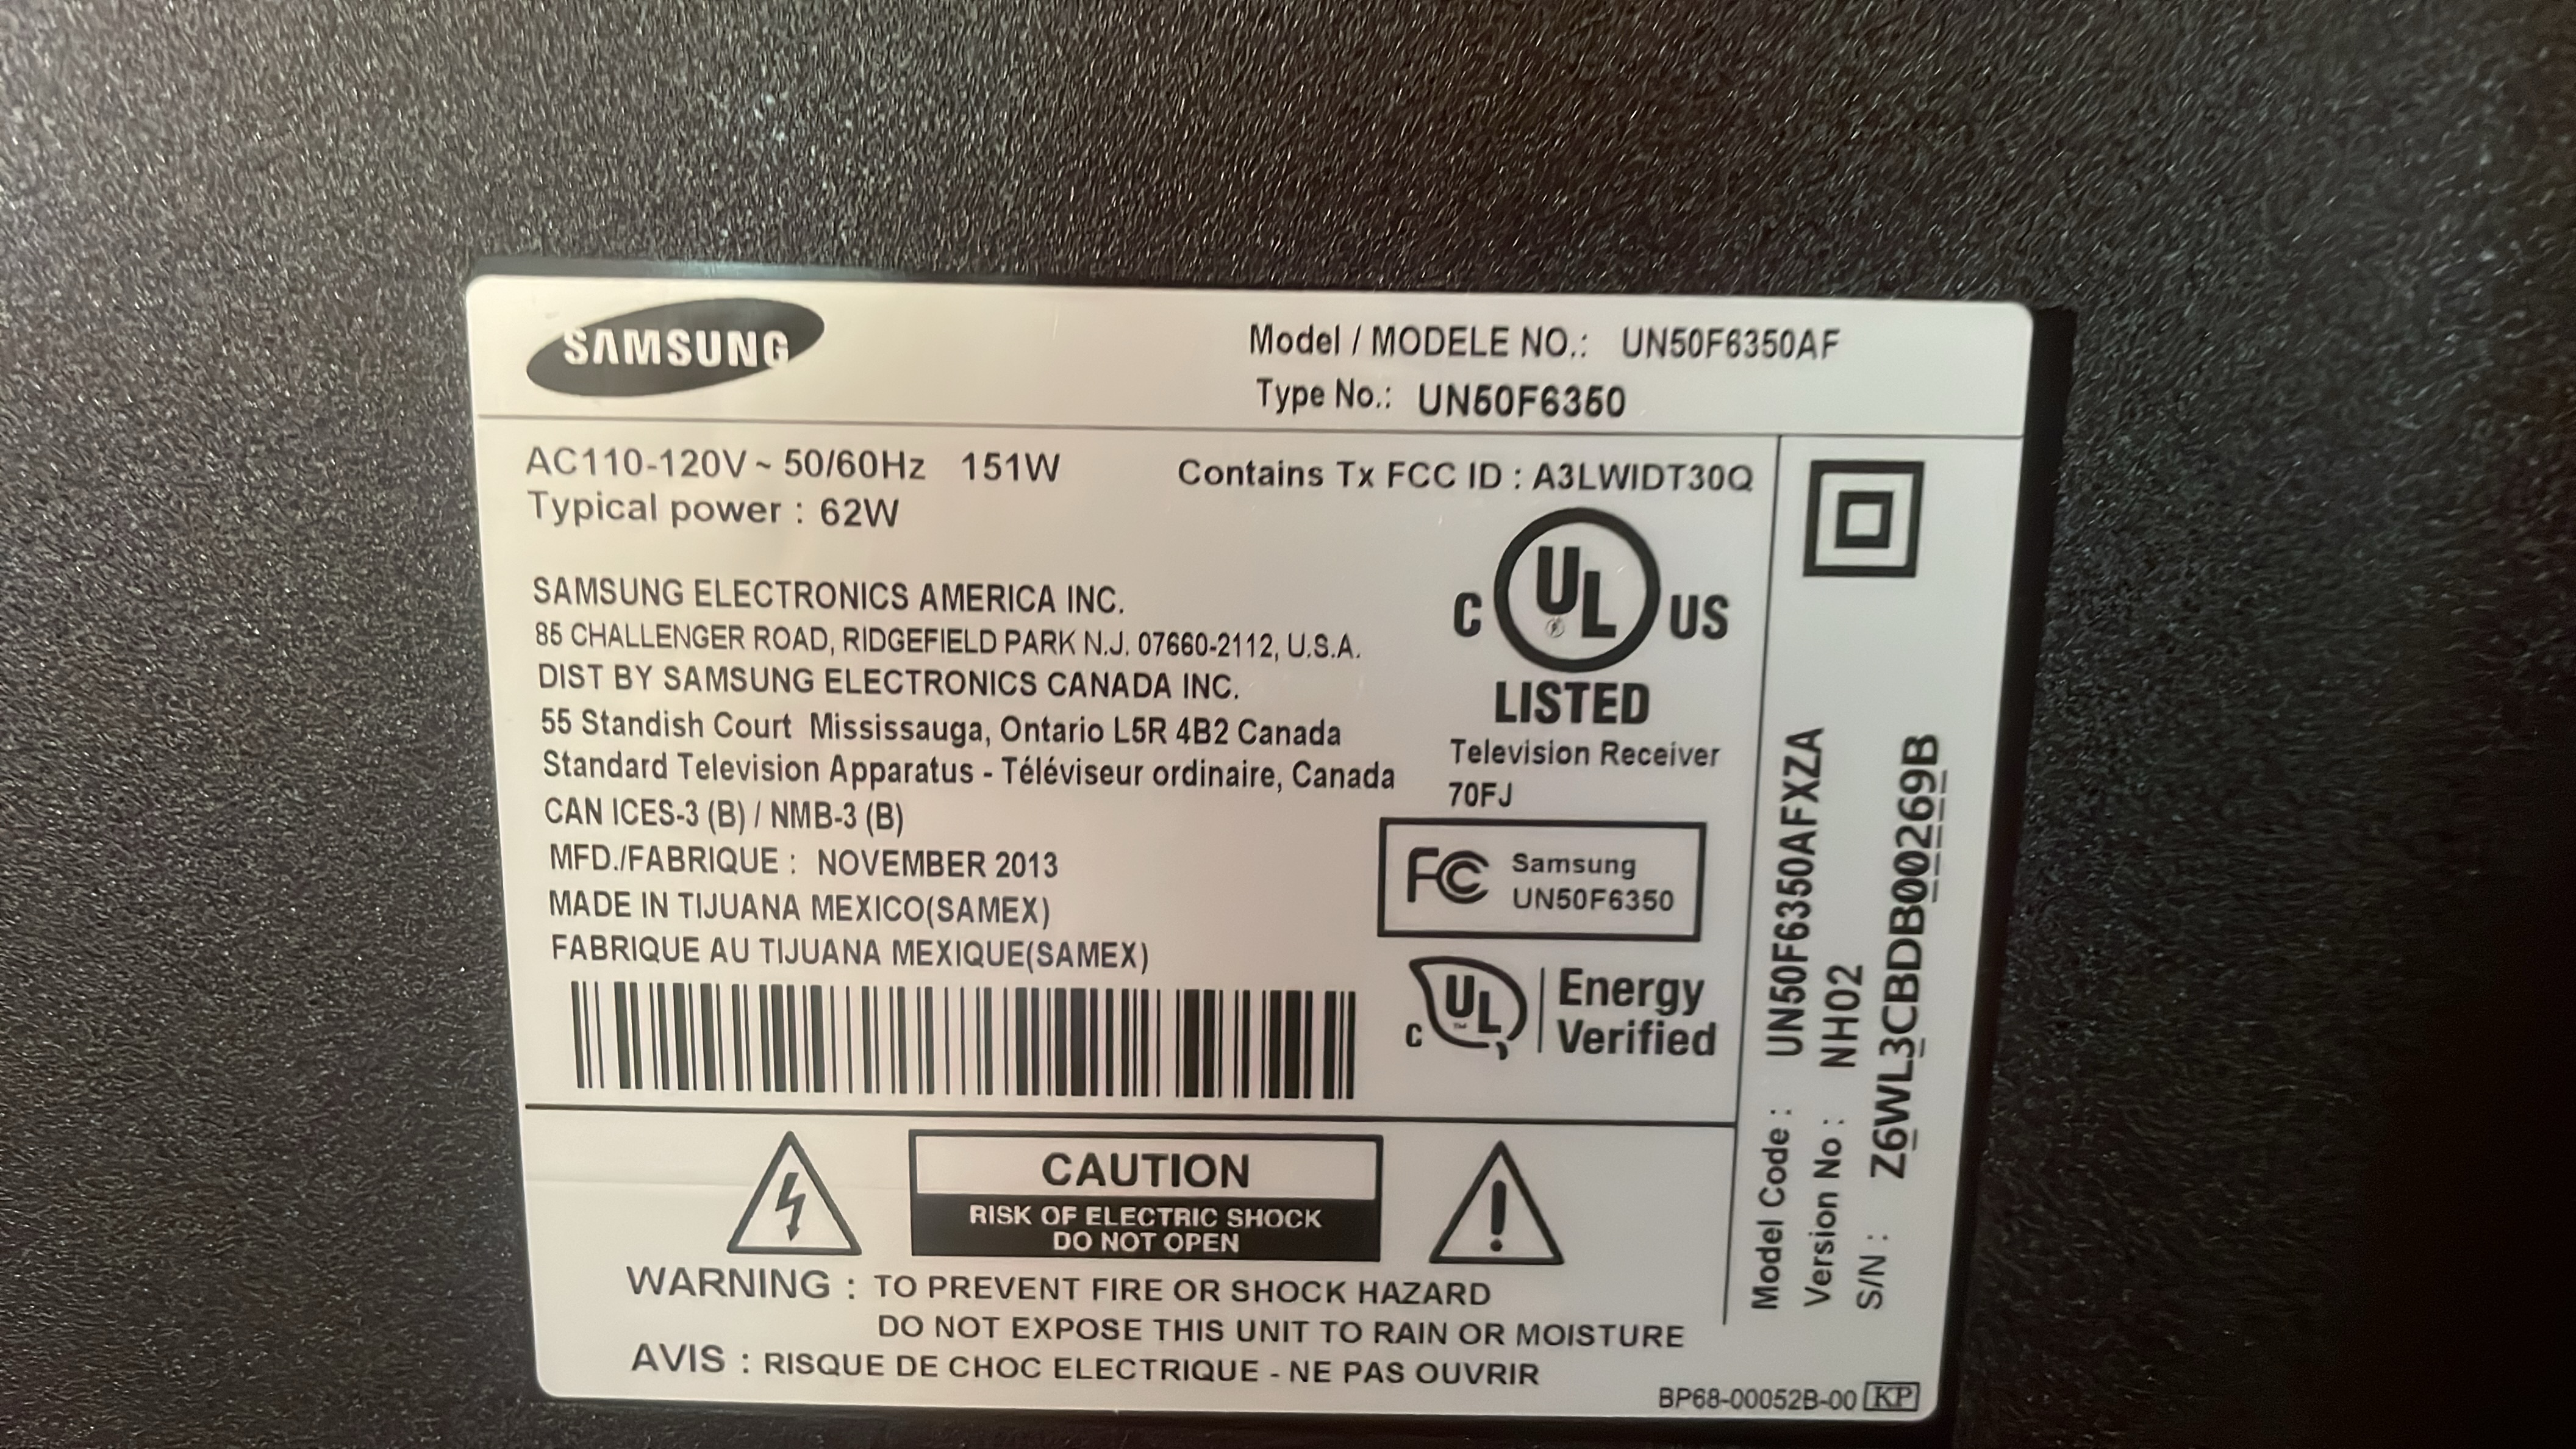 SAMSUNG
Model / MODELE NO.: UN50F6350AF
Type No.: UN50F6350
AC110-120V ~ 50/60Hz 151W
Typical power : 62W
Contains Tx FCC ID : A3LWIDT30Q
SAMSUNG ELECTRONICS AMERICA INC.
85 CHALLENGER ROAD, RIDGEFIELD PARK N.J. 07660-2112, U.S.A.
DIST BY SAMSUNG ELECTRONICS CANADA INC.
55 Standish Court Mississauga, Ontario L5R 4B2 Canada
Standard Television Apparatus - Téléviseur ordinaire, Canada
CAN ICES-3 (B) / NMB-3 (B)
MFD./FABRIQUE : NOVEMBER 2013
MADE IN TIJUANA MEXICO(SAMEX)
FABRIQUE AU TIJUANA MEXIQUE(SAMEX)
C UL ® US
LISTED
Television Receiver
70FJ
FC Samsung
UN50F6350
C UL ™ Energy
Verified
CAUTION
RISK OF ELECTRIC SHOCK
DO NOT OPEN
WARNING : TO PREVENT FIRE OR SHOCK HAZARD
DO NOT EXPOSE THIS UNIT TO RAIN OR MOISTURE
AVIS : RISQUE DE CHOC ELECTRIQUE - NE PAS OUVRIR
Model Code : UN50F6350AFXZA
Version No : NH02
S/N : Z6WL3CBDB00269B
BP68-00052B-00 KP